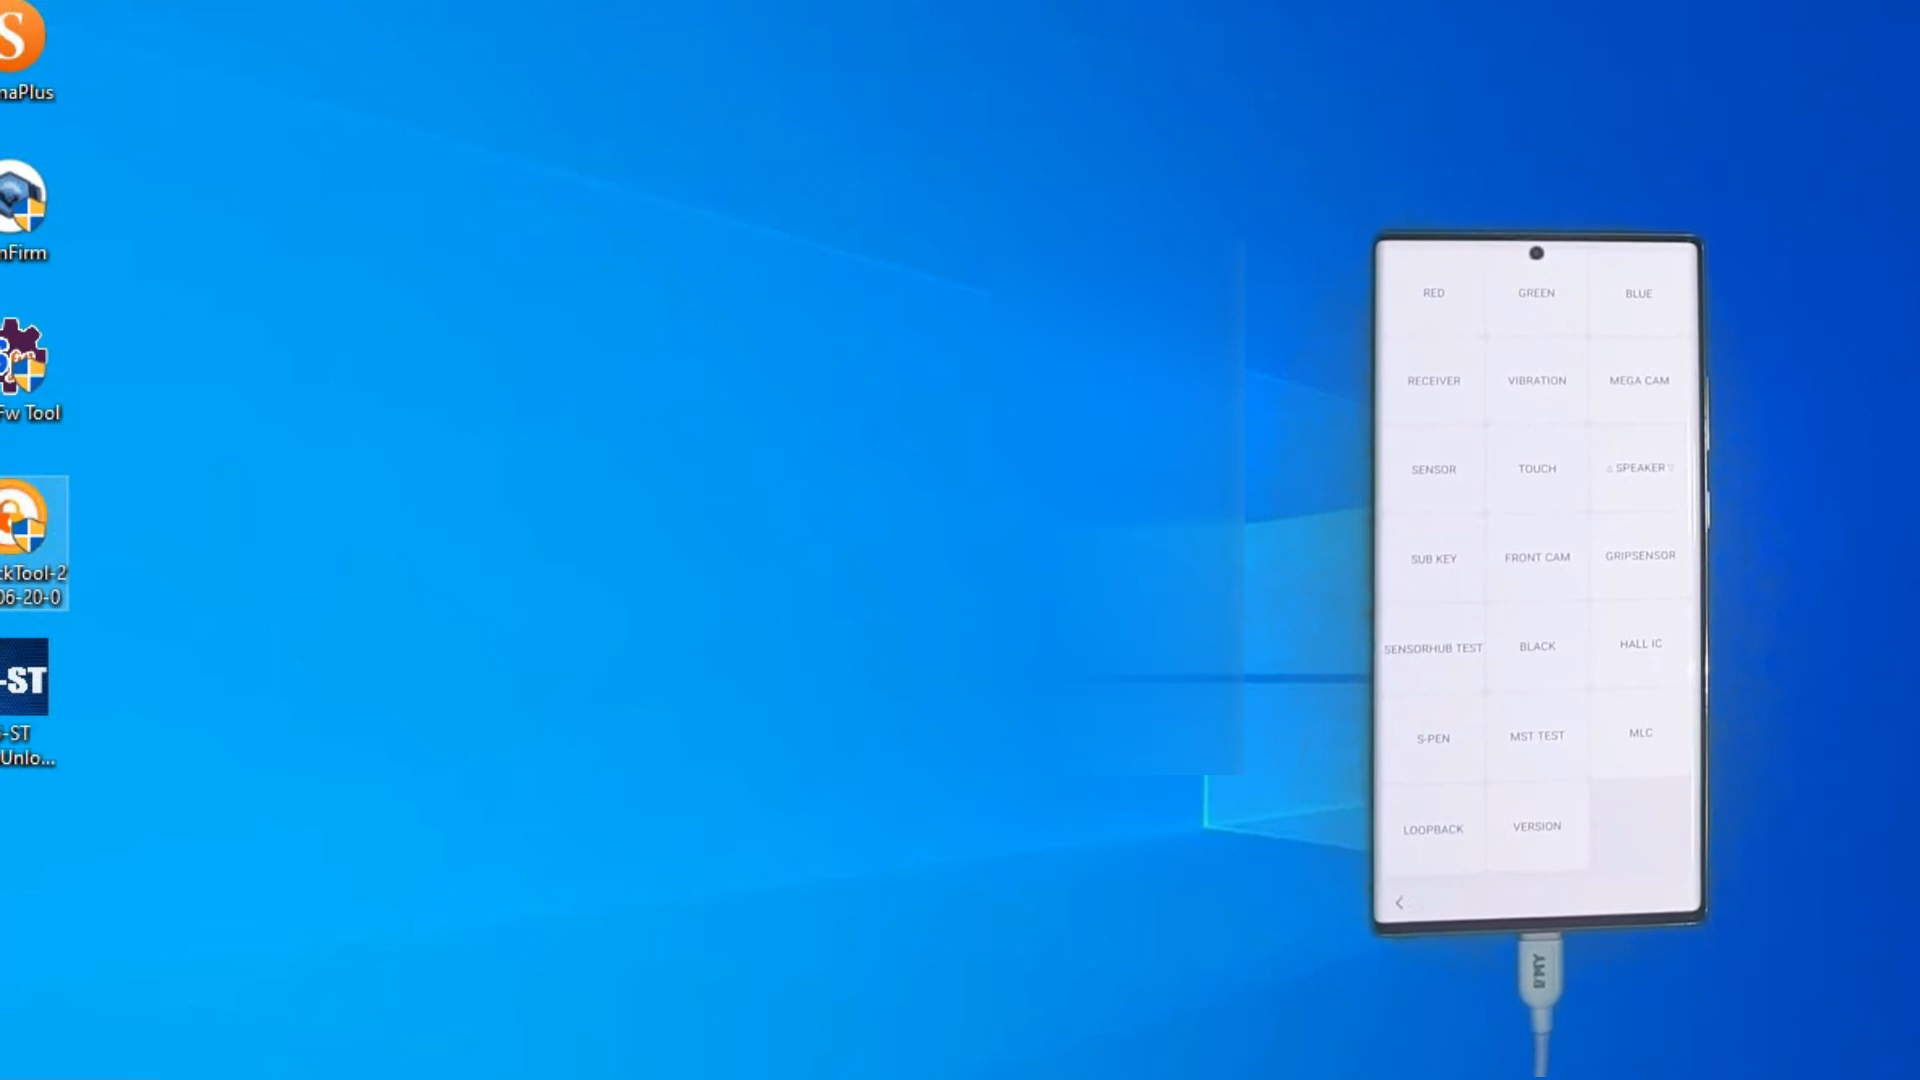 S
naPlus
nFirm
Fw Tool
ckTool-2
06-20-0
-ST
-ST
Unlo...
RED GREEN BLUE
RECEIVER VIBRATION MEGA CAM
SENSOR TOUCH △ SPEAKER ▽
SUB KEY FRONT CAM GRIPSENSOR
SENSORHUB TEST BLACK HALL IC
S-PEN MST TEST MLC
LOOPBACK VERSION